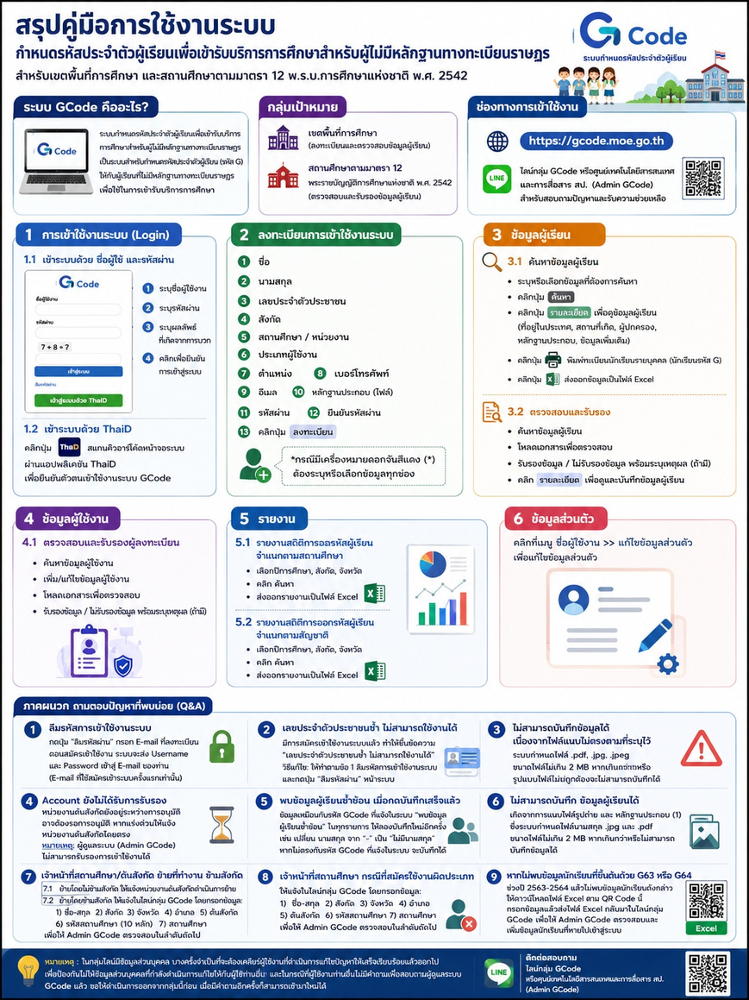 สรุปคู่มือการใช้งานระบบ
กำหนดรหัสประจำตัวผู้เรียนเพื่อเข้ารับบริการการศึกษาสำหรับผู้ไม่มีหลักฐานทางทะเบียนราษฎร
สำหรับเขตพื้นที่การศึกษา และสถานศึกษาตามมาตรา 12 พ.ร.บ.การศึกษาแห่งชาติ พ.ศ. 2542
G Code
ระบบกำหนดรหัสประจำตัวผู้เรียน
ระบบ GCode คืออะไร?
G Code
ระบบกำหนดรหัสประจำตัวผู้เรียนเพื่อเข้ารับบริการ
การศึกษาสำหรับผู้ไม่มีหลักฐานทางทะเบียนราษฎร
เป็นระบบสำหรับกำหนดรหัสประจำตัวผู้เรียน (รหัส G)
ให้กับผู้เรียนที่ไม่มีหลักฐานทางทะเบียนราษฎร
เพื่อใช้ในการเข้ารับบริการการศึกษา
กลุ่มเป้าหมาย
เขตพื้นที่การศึกษา
(ลงทะเบียนและตรวจสอบข้อมูลผู้เรียน)
สถานศึกษาตามมาตรา 12
พระราชบัญญัติการศึกษาแห่งชาติ พ.ศ. 2542
(ตรวจสอบและรับรองข้อมูลผู้เรียน)
ช่องทางการเข้าใช้งาน
https://gcode.moe.go.th
LINE
ไลน์กลุ่ม GCode หรือศูนย์เทคโนโลยีสารสนเทศ
และการสื่อสาร สป. (Admin GCode)
สำหรับสอบถามปัญหาและรับความช่วยเหลือ
1 การเข้าใช้งานระบบ (Login)
1.1 เข้าระบบด้วย ชื่อผู้ใช้ และรหัสผ่าน
G Code
ชื่อผู้ใช้งาน
รหัสผ่าน
7 + 8 = ?
เข้าสู่ระบบ
ลืมรหัสผ่าน
เข้าสู่ระบบด้วย ThaiD
1 ระบุชื่อผู้ใช้งาน
2 ระบุรหัสผ่าน
3 ระบุผลลัพธ์
ที่เกิดจากการบวก
4 คลิกเพื่อยืนยัน
การเข้าสู่ระบบ
1.2 เข้าระบบด้วย ThaiD
คลิกปุ่ม ThaiD สแกนคิวอาร์โค้ดหน้าจอระบบ
ผ่านแอปพลิเคชัน ThaiD
เพื่อยืนยันตัวตนเข้าใช้งานระบบ GCode
2 ลงทะเบียนการเข้าใช้งานระบบ
1 ชื่อ
2 นามสกุล
3 เลขประจำตัวประชาชน
4 สังกัด
5 สถานศึกษา / หน่วยงาน
6 ประเภทผู้ใช้งาน
7 ตำแหน่ง 8 เบอร์โทรศัพท์
9 อีเมล 10 หลักฐานประกอบ (ไฟล์)
11 รหัสผ่าน 12 ยืนยันรหัสผ่าน
13 คลิกปุ่ม ลงทะเบียน
*กรณีมีเครื่องหมายดอกจันสีแดง (*)
ต้องระบุหรือเลือกข้อมูลทุกช่อง
3 ข้อมูลผู้เรียน
3.1 ค้นหาข้อมูลผู้เรียน
• ระบุหรือเลือกข้อมูลที่ต้องการค้นหา
• คลิกปุ่ม ค้นหา
• คลิกปุ่ม รายละเอียด เพื่อดูข้อมูลผู้เรียน
(ที่อยู่ในประเทศ, สถานที่เกิด, ผู้ปกครอง,
หลักฐานประกอบ, ข้อมูลเพิ่มเติม)
• คลิกปุ่ม พิมพ์ทะเบียนนักเรียนรายบุคคล (นักเรียนรหัส G)
• คลิกปุ่ม ส่งออกข้อมูลเป็นไฟล์ Excel
3.2 ตรวจสอบและรับรอง
• ค้นหาข้อมูลผู้เรียน
• โหลดเอกสารเพื่อตรวจสอบ
• รับรองข้อมูล / ไม่รับรองข้อมูล พร้อมระบุเหตุผล (ถ้ามี)
• คลิก รายละเอียด เพื่อดูและบันทึกข้อมูลผู้เรียน
4 ข้อมูลผู้ใช้งาน
4.1 ตรวจสอบและรับรองผู้ลงทะเบียน
• ค้นหาข้อมูลผู้ใช้งาน
• เพิ่ม/แก้ไขข้อมูลผู้ใช้งาน
• โหลดเอกสารเพื่อตรวจสอบ
• รับรองข้อมูล / ไม่รับรองข้อมูล พร้อมระบุเหตุผล (ถ้ามี)
5 รายงาน
5.1 รายงานสถิติการออกรหัสผู้เรียน
จำแนกตามสถานศึกษา
• เลือกปีการศึกษา, สังกัด, จังหวัด
• คลิก ค้นหา
• ส่งออกรายงานเป็นไฟล์ Excel
5.2 รายงานสถิติการออกรหัสผู้เรียน
จำแนกตามสัญชาติ
• เลือกปีการศึกษา, สังกัด, จังหวัด
• คลิก ค้นหา
• ส่งออกรายงานเป็นไฟล์ Excel
6 ข้อมูลส่วนตัว
คลิกที่เมนู ชื่อผู้ใช้งาน >> แก้ไขข้อมูลส่วนตัว
เพื่อแก้ไขข้อมูลส่วนตัว
ภาคผนวก ถามตอบปัญหาที่พบบ่อย (Q&A)
1 ลืมรหัสการเข้าใช้งานระบบ
กดปุ่ม "ลืมรหัสผ่าน" กรอก E-mail ที่ลงทะเบียน
ตอนสมัครเข้าใช้งาน ระบบจะส่ง Username
และ Password เข้าสู่ E-mail ของท่าน
(E-mail ที่ใช้สมัครเข้าระบบครั้งแรกเท่านั้น)
2 เลขประจำตัวประชาชนซ้ำ ไม่สามารถใช้งานได้
มีการสมัครเข้าใช้งานระบบแล้ว ทำให้ขึ้นข้อความ
"เลขประจำตัวประชาชนซ้ำ ไม่สามารถใช้งานได้"
วิธีแก้ไข: ให้ทำตามข้อ 1 ลืมรหัสการเข้าใช้งานระบบ
และกดปุ่ม "ลืมรหัสผ่าน" หน้าระบบ
3 ไม่สามารถบันทึกข้อมูลได้
เนื่องจากไฟล์แนบไม่ตรงตามที่ระบุไว้
ระบบกำหนดไฟล์ .pdf, .jpg, .jpeg
ขนาดไฟล์ไม่เกิน 2 MB หากเกินกว่าหรือ
รูปแบบไฟล์ไม่ถูกต้องจะไม่สามารถบันทึกได้
4 Account ยังไม่ได้รับการรับรอง
หน่วยงานต้นสังกัดยังอยู่ระหว่างการอนุมัติ
อาจต้องรอการอนุมัติ หากเร่งด่วนให้แจ้ง
หน่วยงานต้นสังกัดโดยตรง
หมายเหตุ: ผู้ดูแลระบบ (Admin GCode)
ไม่สามารถรับรองการเข้าใช้งานได้
5 พบข้อมูลผู้เรียนซ้ำซ้อน เมื่อกดบันทึกเสร็จแล้ว
ข้อมูลเหมือนกับรหัส GCode ที่แจ้งในระบบ "พบข้อมูล
ผู้เรียนซ้ำซ้อน" ในทุกรายการ ให้ลองบันทึกใหม่อีกครั้ง
เช่น เปลี่ยน นามสกุล จาก "-" เป็น "ไม่มีนามสกุล"
หากไม่ตรงกับรหัส GCode ที่แจ้งในระบบ จะบันทึกได้
6 ไม่สามารถบันทึก ข้อมูลผู้เรียนได้
เกิดจากการแนบไฟล์รูปถ่าย และ หลักฐานประกอบ (1)
ซึ่งระบบกำหนดไฟล์นามสกุล .jpg และ .pdf
ขนาดไฟล์ไม่เกิน 2 MB หากเกินกว่าหรือไม่สามารถ
บันทึกข้อมูลได้
7 เจ้าหน้าที่สถานศึกษา/ต้นสังกัด ย้ายที่ทำงาน ข้ามสังกัด
7.1 ย้ายโดยไม่ข้ามสังกัด ให้แจ้งหน่วยงานต้นสังกัดดำเนินการย้าย
7.2 ย้ายโดยข้ามสังกัด ให้แจ้งในไลน์กลุ่ม GCode โดยกรอกข้อมูล:
1) ชื่อ-สกุล 2) สังกัด 3) จังหวัด 4) อำเภอ 5) ต้นสังกัด
6) รหัสสถานศึกษา (10 หลัก) 7) สถานศึกษา
เพื่อให้ Admin GCode ตรวจสอบในลำดับถัดไป
8 เจ้าหน้าที่สถานศึกษา กรณีที่สมัครใช้งานผิดประเภท
ให้แจ้งในไลน์กลุ่ม GCode โดยกรอกข้อมูล:
1) ชื่อ-สกุล 2) สังกัด 3) จังหวัด 4) อำเภอ
5) ต้นสังกัด 6) รหัสสถานศึกษา 7) สถานศึกษา
เพื่อให้ Admin GCode ตรวจสอบในลำดับถัดไป
9 หากไม่พบข้อมูลนักเรียนที่ขึ้นต้นด้วย G63 หรือ G64
ช่วงปี 2563-2564 แล้วไม่พบข้อมูลนักเรียนดังกล่าว
ให้ดาวน์โหลดไฟล์ Excel ตาม QR Code นี้
กรอกข้อมูลแล้วส่งไฟล์ Excel กลับมาในไลน์กลุ่ม
GCode เพื่อให้ Admin GCode ตรวจสอบและ
เพิ่มข้อมูลนักเรียนที่หายไปเข้าสู่ระบบ
Excel
หมายเหตุ : ในกลุ่มไลน์มีข้อมูลส่วนบุคคล บางครั้งจำเป็นที่จะต้องเคลียร์ผู้ใช้งานที่ดำเนินการแก้ไขปัญหาให้เสร็จเรียบร้อยแล้วออกไป
เพื่อป้องกันไม่ให้ข้อมูลส่วนบุคคลที่กำลังดำเนินการแก้ไขให้กับผู้ใช้ท่านอื่น และในกรณีที่ผู้ใช้งานท่านอื่นไม่มีคำถามเพื่อสอบถามผู้ดูแลระบบ
GCode แล้ว ขอให้ดำเนินการออกจากกลุ่มนี้ก่อน เมื่อมีคำถามอีกครั้งก็สามารถเข้ามาใหม่ได้
LINE
ติดต่อสอบถาม
ไลน์กลุ่ม GCode
หรือศูนย์เทคโนโลยีสารสนเทศและการสื่อสาร สป.
(Admin GCode)